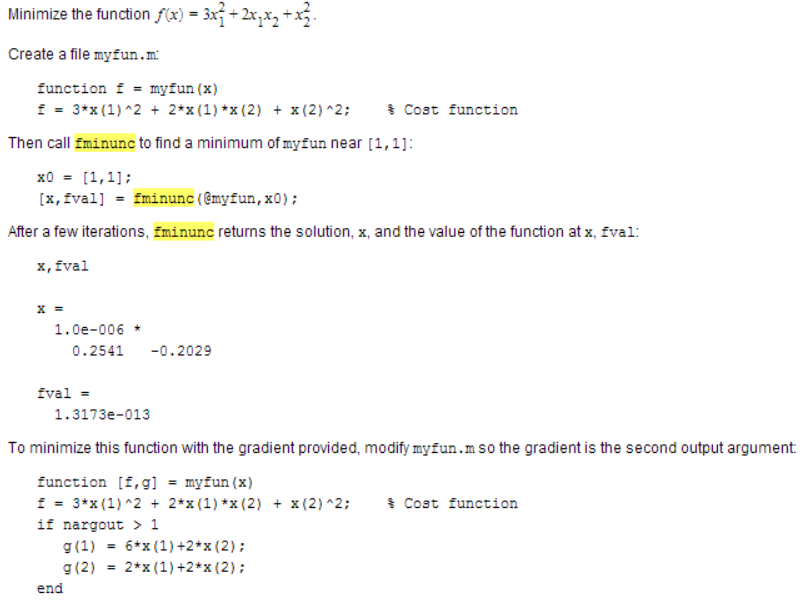 Minimize the function f(x) = 3x₁² + 2x₁x₂ + x₂².
Create a file myfun.m:
function f = myfun(x)
f = 3*x(1)^2 + 2*x(1)*x(2) + x(2)^2;    % Cost function
Then call fminunc to find a minimum of myfun near [1,1]:
x0 = [1,1];
[x,fval] = fminunc(@myfun,x0);
After a few iterations, fminunc returns the solution, x, and the value of the function at x, fval:
x,fval
x =
1.0e-006 *
0.2541   -0.2029
fval =
1.3173e-013
To minimize this function with the gradient provided, modify myfun.m so the gradient is the second output argument:
function [f,g] = myfun(x)
f = 3*x(1)^2 + 2*x(1)*x(2) + x(2)^2;    % Cost function
if nargout > 1
g(1) = 6*x(1)+2*x(2);
g(2) = 2*x(1)+2*x(2);
end